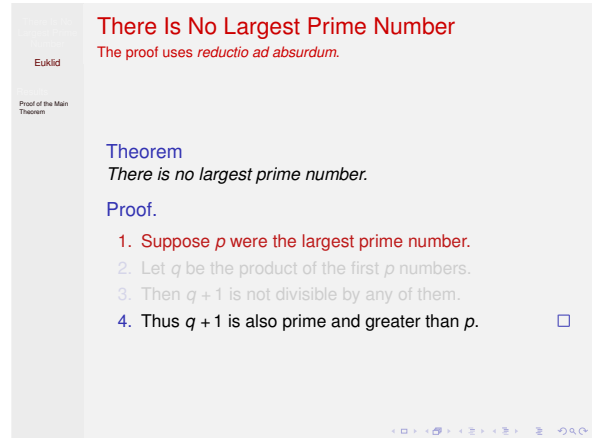 There Is No Largest Prime Number
The proof uses reductio ad absurdum.
Euklid
Results
Proof of the Main
Theorem
Theorem
There is no largest prime number.
Proof.
1. Suppose p were the largest prime number.
2. Let q be the product of the first p numbers.
3. Then q + 1 is not divisible by any of them.
4. Thus q + 1 is also prime and greater than p.